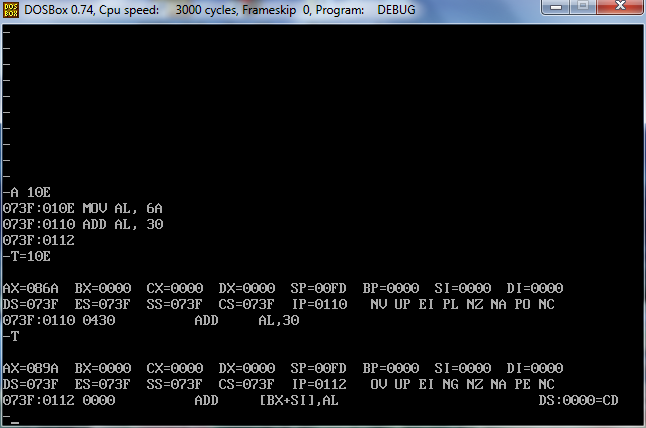 DOS BOX DOSBox 0.74, Cpu speed: 3000 cycles, Frameskip 0, Program: DEBUG
-
-
-
-
-
-
-
-
-
-
-A 10E
073F:010E MOV AL, 6A
073F:0110 ADD AL, 30
073F:0112
-T=10E
AX=086A BX=0000 CX=0000 DX=0000 SP=00FD BP=0000 SI=0000 DI=0000
DS=073F ES=073F SS=073F CS=073F IP=0110 NV UP EI PL NZ NA PO NC
073F:0110 0430 ADD AL,30
-T
AX=089A BX=0000 CX=0000 DX=0000 SP=00FD BP=0000 SI=0000 DI=0000
DS=073F ES=073F SS=073F CS=073F IP=0112 OV UP EI NG NZ NA PE NC
073F:0112 0000 ADD [BX+SI],AL DS:0000=CD
-_